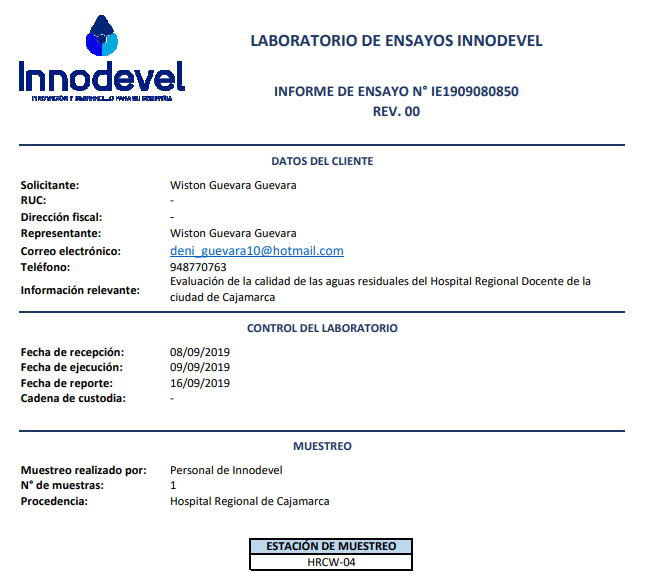 Innodevel
LABORATORIO DE ENSAYOS INNODEVEL
INFORME DE ENSAYO N° IE1909080850
REV. 00
DATOS DEL CLIENTE
Solicitante: Wiston Guevara Guevara
RUC: -
Dirección fiscal: -
Representante: Wiston Guevara Guevara
Correo electrónico: deni_guevara10@hotmail.com
Teléfono: 948770763
Información relevante: Evaluación de la calidad de las aguas residuales del Hospital Regional Docente de la
ciudad de Cajamarca
CONTROL DEL LABORATORIO
Fecha de recepción: 08/09/2019
Fecha de ejecución: 09/09/2019
Fecha de reporte: 16/09/2019
Cadena de custodia: -
MUESTREO
Muestreo realizado por: Personal de Innodevel
N° de muestras: 1
Procedencia: Hospital Regional de Cajamarca
ESTACIÓN DE MUESTREO
HRCW-04